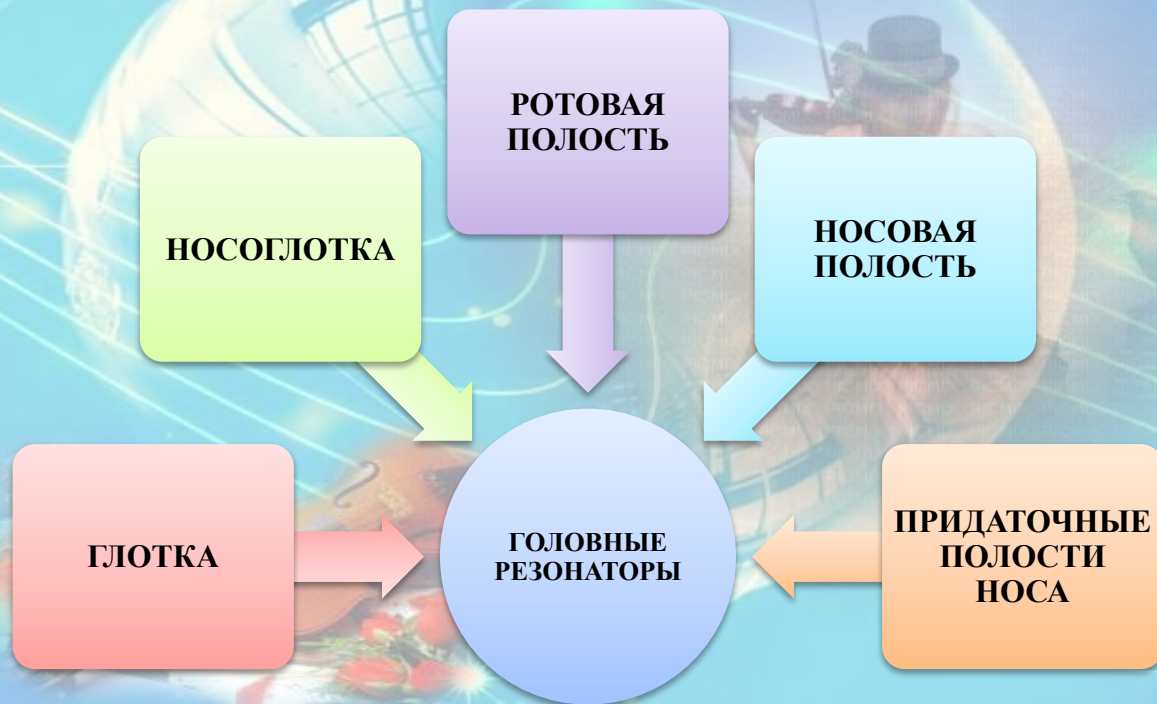 РОТОВАЯ
ПОЛОСТЬ
НОСОГЛОТКА
НОСОВАЯ
ПОЛОСТЬ
ГЛОТКА
ГОЛОВНЫЕ
РЕЗОНАТОРЫ
ПРИДАТОЧНЫЕ
ПОЛОСТИ
НОСА